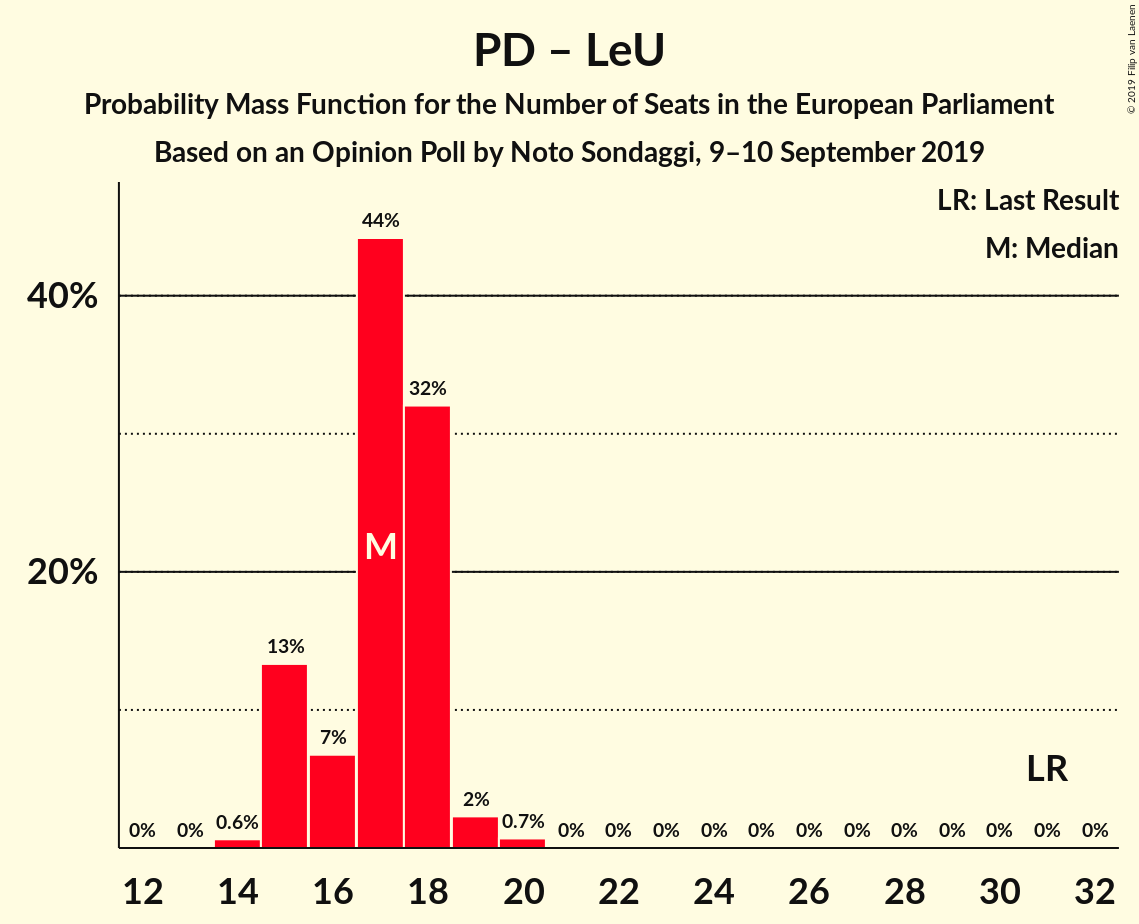 PD – LeU
Probability Mass Function for the Number of Seats in the European Parliament
Based on an Opinion Poll by Noto Sondaggi, 9–10 September 2019
© 2019 Filip van Laenen
LR: Last Result
M: Median
40%
20%
0% 0% 0.6% 13% 7% 44% 32% 2% 0.7% 0% 0% 0% 0% 0% 0% 0% 0% 0% 0% 0% 0%
M
LR
12 14 16 18 20 22 24 26 28 30 32